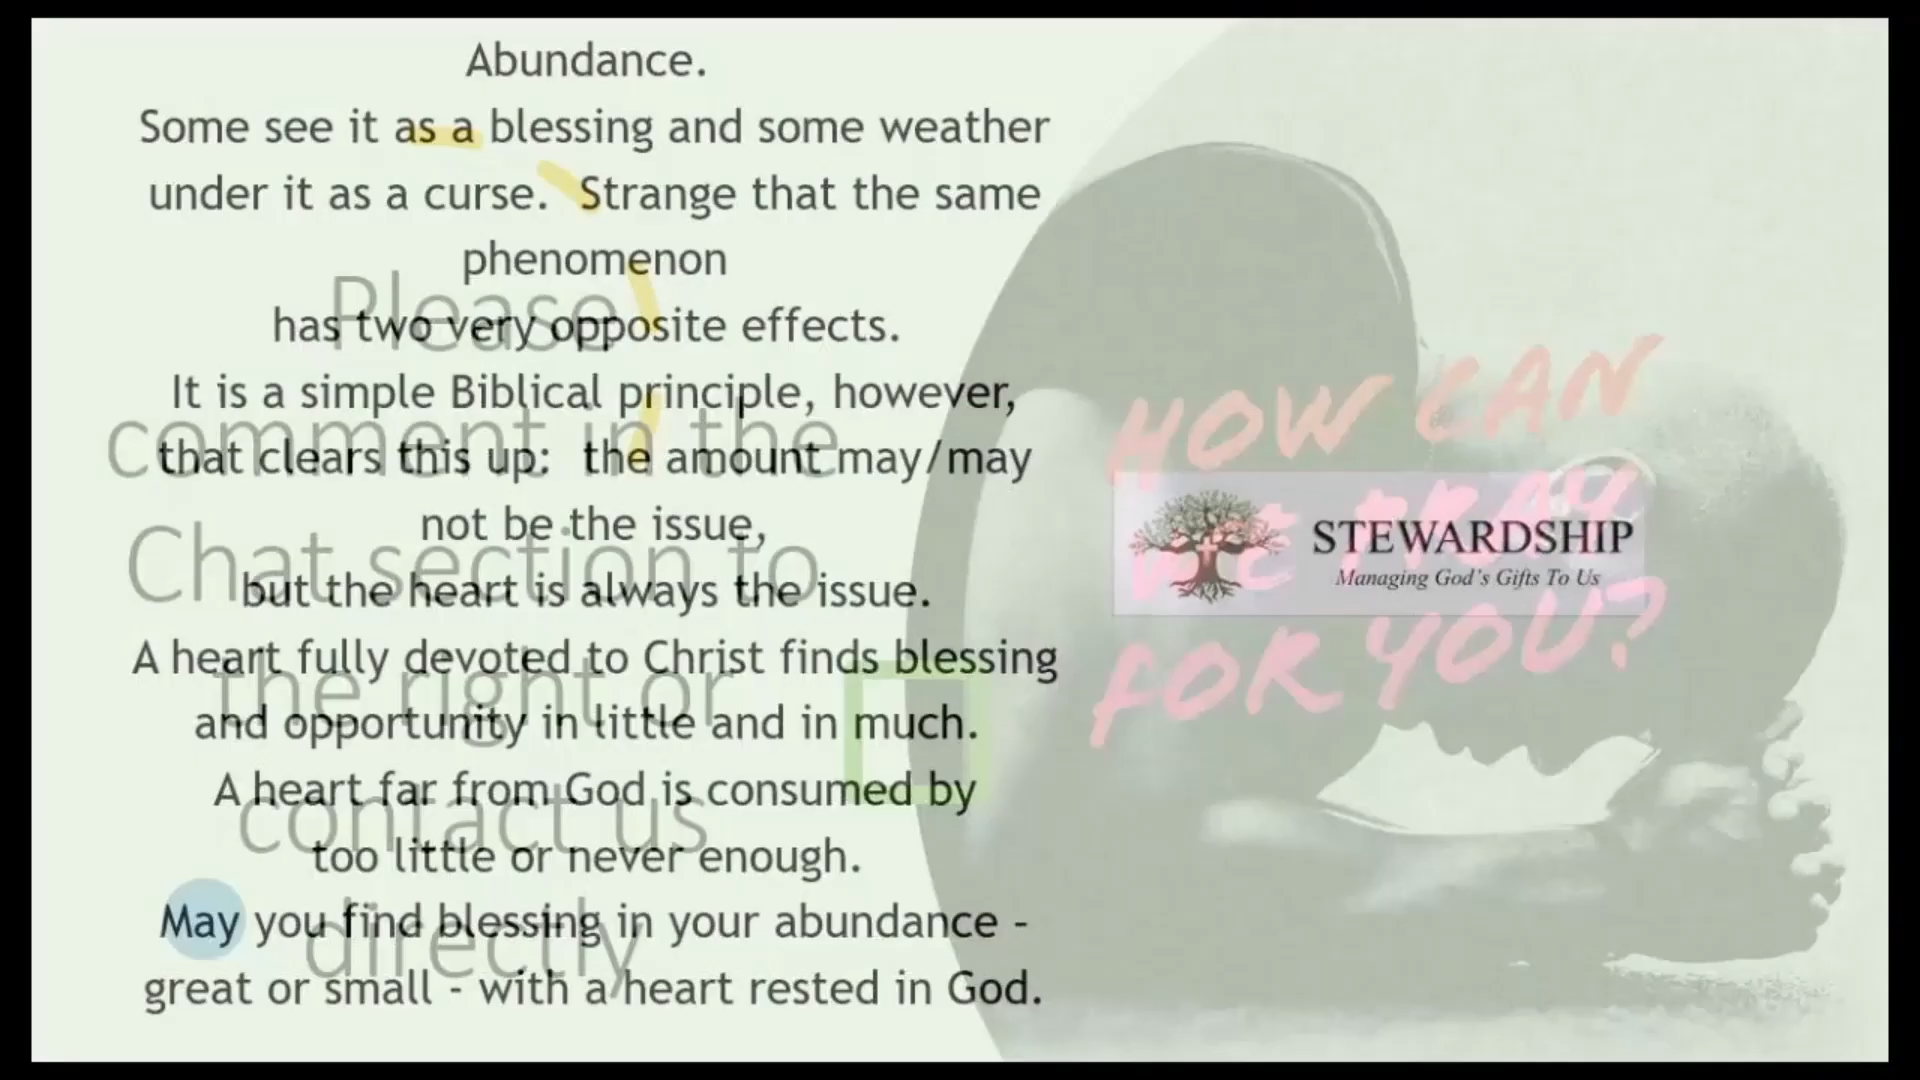 Abundance.
Some see it as a blessing and some weather
under it as a curse.  Strange that the same
phenomenon
has two very opposite effects.
It is a simple Biblical principle, however,
that clears this up:  the amount may/may
not be the issue,
but the heart is always the issue.
A heart fully devoted to Christ finds blessing
and opportunity in little and in much.
A heart far from God is consumed by
too little or never enough.
May you find blessing in your abundance -
great or small - with a heart rested in God.
Please
comment in the
Chat section to
the right or
contact us
directly
HOW CAN
WE PRAY
FOR YOU?
STEWARDSHIP
Managing God's Gifts To Us